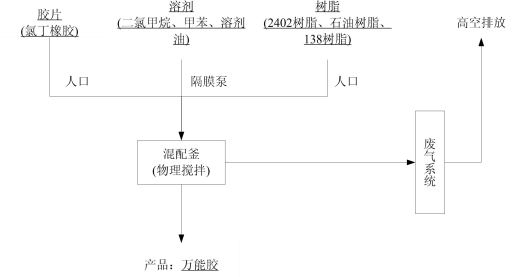 胶片
(氯丁橡胶)
溶剂
(二氯甲烷、甲苯、溶剂
油)
树脂
(2402树脂、石油树脂、
138树脂)
高空排放
人口
隔膜泵
人口
混配釜
(物理搅拌)
废气系统
产品：万能胶